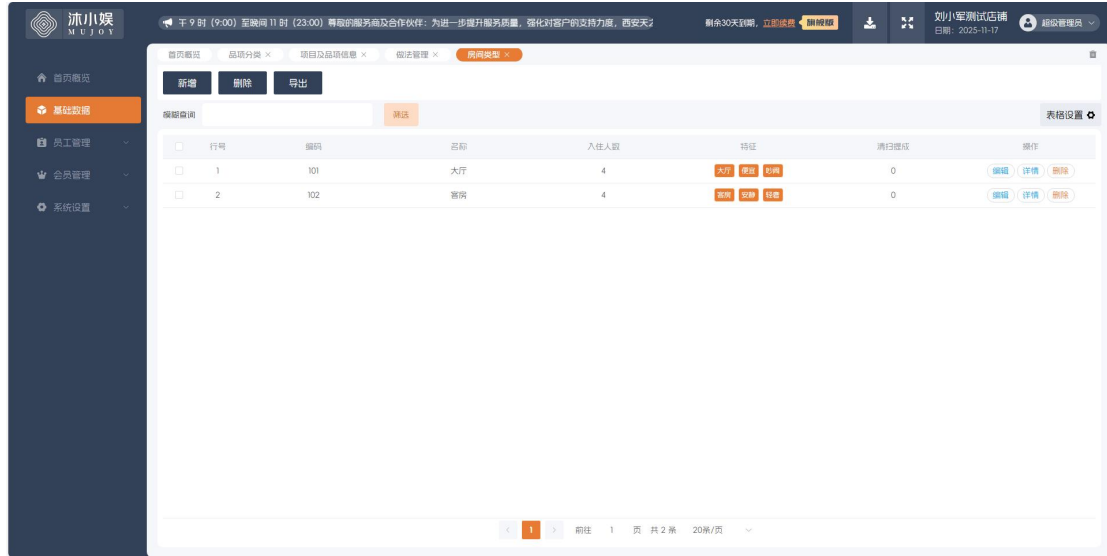 沐小娱
MUJOY
于 9 时 (9:00) 至晚间 11 时 (23:00) 尊敬的服务商及合作伙伴：为进一步提升服务质量，强化对客户的支持力度，西安天
剩余30天到期，立即续费 旗舰版
刘小军测试店铺
日期：2025-11-17
超级管理员
首页概览 品项分类 × 项目及品项信息 × 做法管理 × 房间类型 ×
首页概览
基础数据
员工管理
会员管理
系统设置
新增 删除 导出
模糊查询 筛选 表格设置
行号 编码 名称 入住人数 特征 清扫提成 操作
1 101 大厅 4 大厅 便宜 0 编辑 详情 删除
2 102 客房 4 客房 安静 轻奢 0 编辑 详情 删除
< 1 > 前往 1 页 共 2 条 20条/页